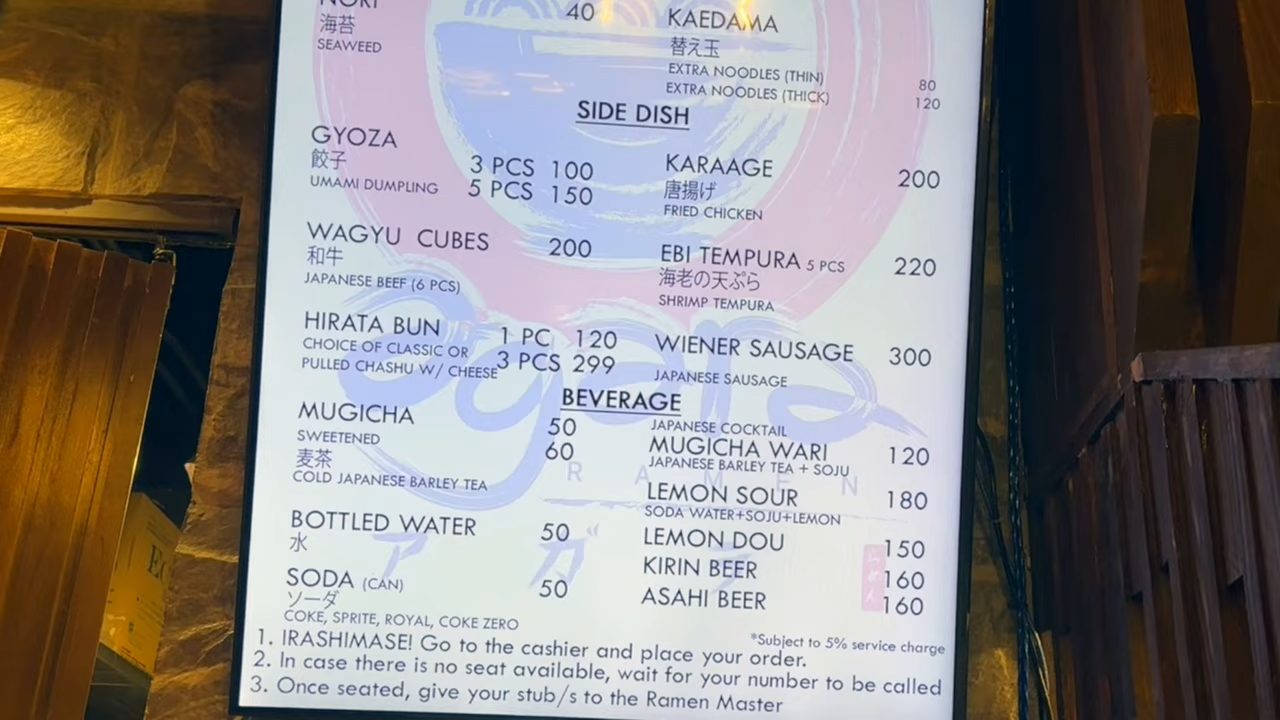 NORI 40
海苔
SEAWEED
KAEDAMA
替え玉
EXTRA NOODLES (THIN) 80
EXTRA NOODLES (THICK) 120
SIDE DISH
GYOZA
餃子
UMAMI DUMPLING
3 PCS 100
5 PCS 150
KARAAGE 200
唐揚げ
FRIED CHICKEN
WAGYU CUBES 200
和牛
JAPANESE BEEF (6 PCS)
EBI TEMPURA 5 PCS 220
海老の天ぷら
SHRIMP TEMPURA
HIRATA BUN 1 PC 120
CHOICE OF CLASSIC OR
PULLED CHASHU W/ CHEESE 3 PCS 299
WIENER SAUSAGE 300
JAPANESE SAUSAGE
BEVERAGE
MUGICHA 50
SWEETENED 60
麦茶
COLD JAPANESE BARLEY TEA
JAPANESE COCKTAIL
MUGICHA WARI 120
JAPANESE BARLEY TEA + SOJU
LEMON SOUR 180
SODA WATER+SOJU+LEMON
BOTTLED WATER 50
水
LEMON DOU 150
KIRIN BEER 160
ASAHI BEER 160
SODA (CAN) 50
ソーダ
COKE, SPRITE, ROYAL, COKE ZERO
RAMEN
*Subject to 5% service charge
1. IRASHIMASE! Go to the cashier and place your order.
2. In case there is no seat available, wait for your number to be called
3. Once seated, give your stub/s to the Ramen Master